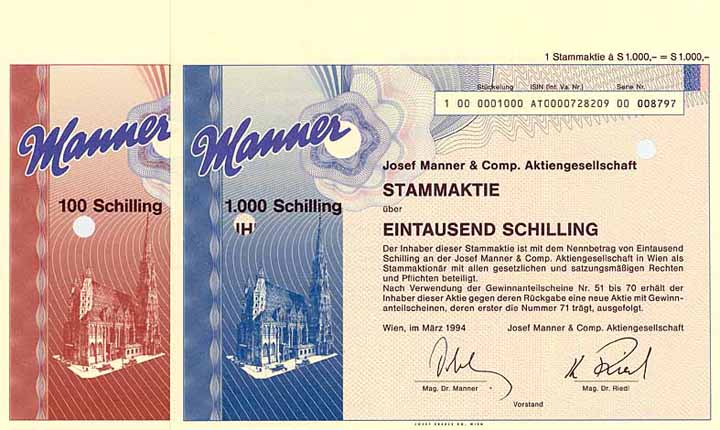 1 Stammaktie à S 1.000,– = S 1.000,–
Stückelung ISIN (Int. Va. Nr.) Serie Nr.
1 00 0001000 AT0000728209 00 008797
Manner
Manner
100 Schilling
1.000 Schilling
Josef Manner & Comp. Aktiengesellschaft
STAMMAKTIE
über
EINTAUSEND SCHILLING
Der Inhaber dieser Stammaktie ist mit dem Nennbetrag von Eintausend
Schilling an der Josef Manner & Comp. Aktiengesellschaft in Wien als
Stammaktionär mit allen gesetzlichen und satzungsmäßigen Rechten
und Pflichten beteiligt.
Nach Verwendung der Gewinnanteilscheine Nr. 51 bis 70 erhält der
Inhaber dieser Aktie gegen deren Rückgabe eine neue Aktie mit Gewinn-
anteilscheinen, deren erste die Nummer 71 trägt, ausgefolgt.
Wien, im März 1994 Josef Manner & Comp. Aktiengesellschaft
Mag. Dr. Manner Mag. Dr. Riedl
Vorstand